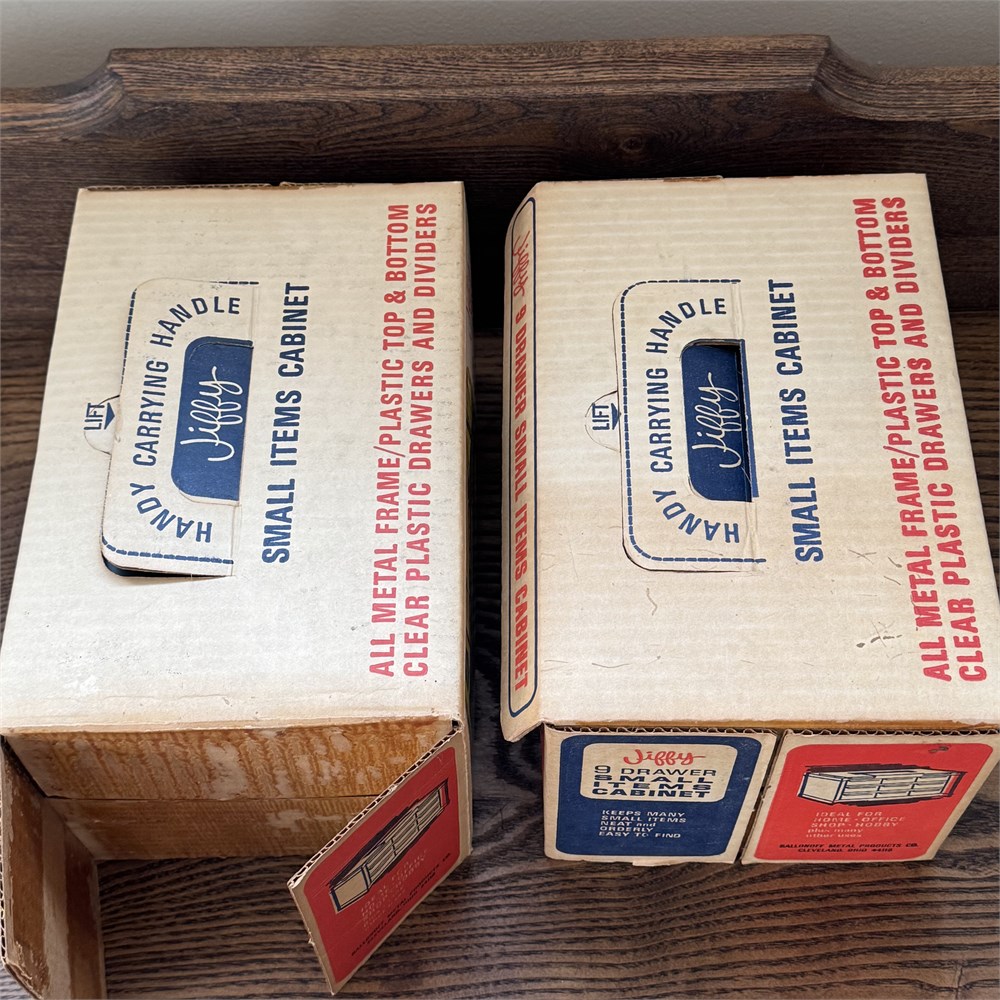 LIFT
HANDY CARRYING HANDLE
Jiffy
SMALL ITEMS CABINET
ALL METAL FRAME/PLASTIC TOP & BOTTOM
CLEAR PLASTIC DRAWERS AND DIVIDERS
Jiffy 9 DRAWER SMALL ITEMS CABINET
LIFT
HANDY CARRYING HANDLE
Jiffy
SMALL ITEMS CABINET
ALL METAL FRAME/PLASTIC TOP & BOTTOM
CLEAR PLASTIC DRAWERS AND DIVIDERS
Jiffy
9 DRAWER
SMALL
ITEMS
CABINET
KEEPS MANY
SMALL ITEMS
NEAT and
ORDERLY
EASY TO FIND
IDEAL FOR
HOME · OFFICE
SHOP · HOBBY
plus many
other uses
BALLONOFF METAL PRODUCTS CO.
CLEVELAND, OHIO